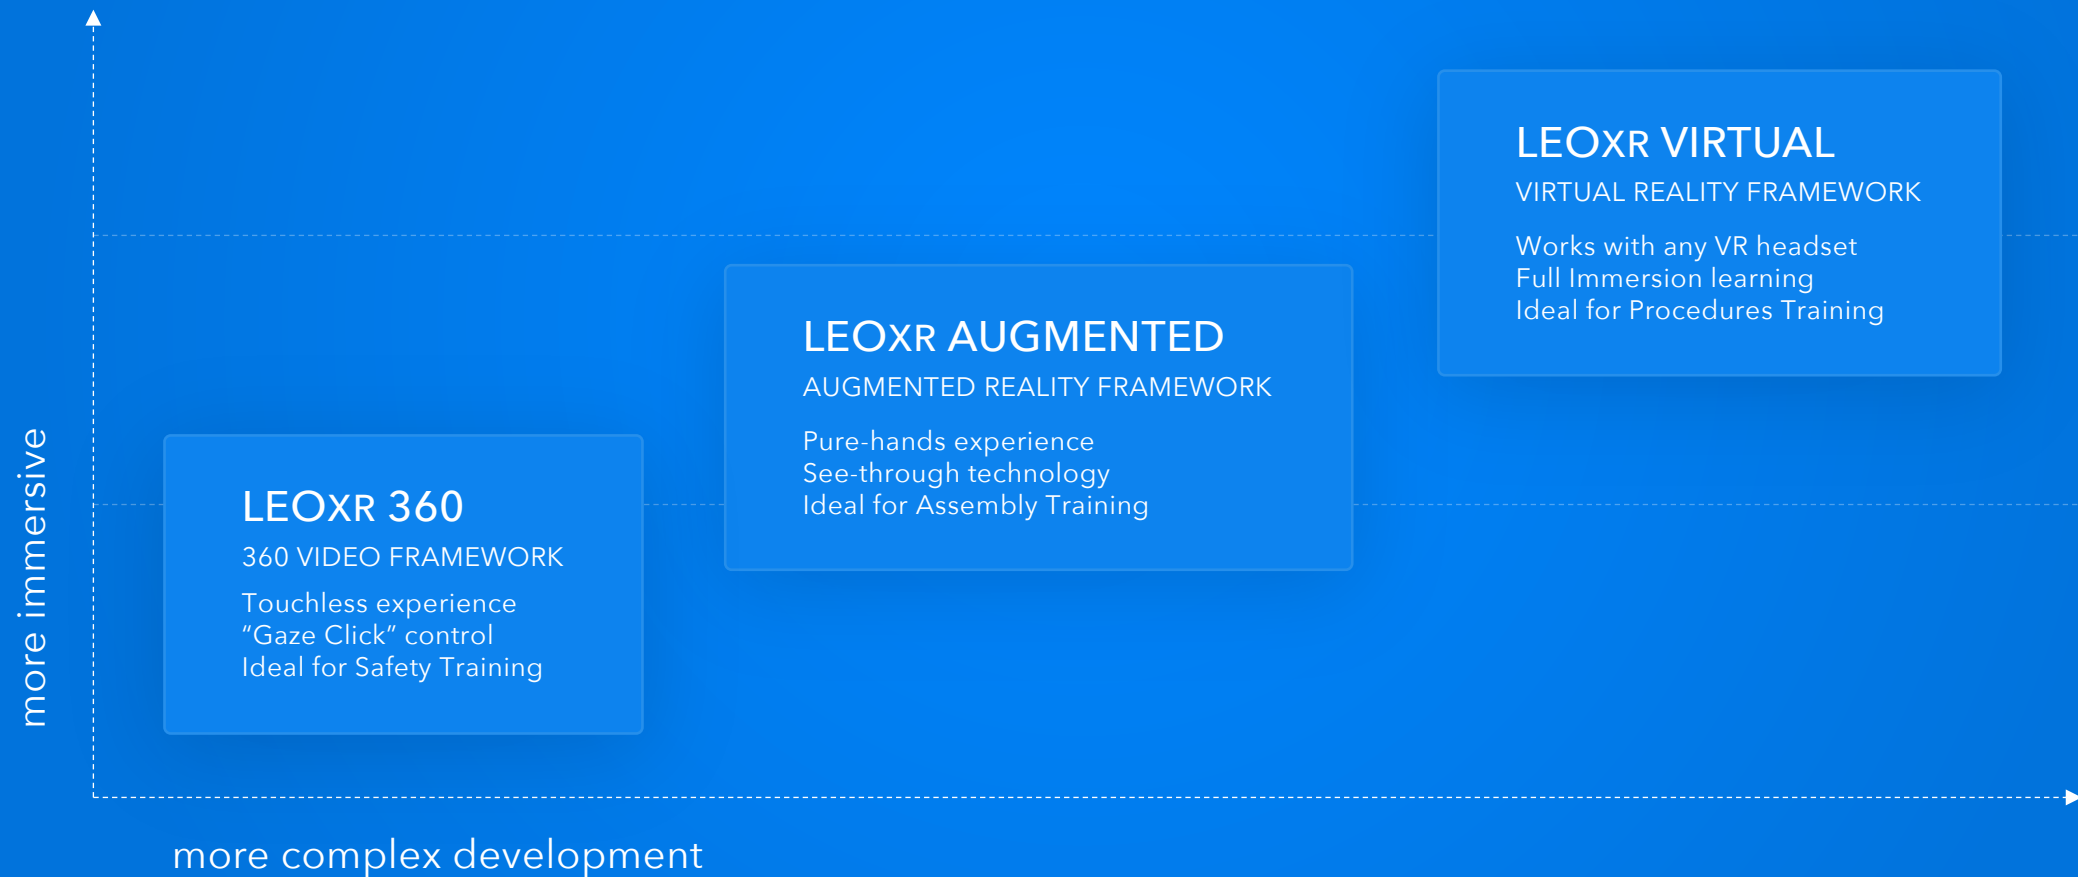 LEOXR VIRTUAL
VIRTUAL REALITY FRAMEWORK
Works with any VR headset
Full Immersion learning
Ideal for Procedures Training
LEOXR AUGMENTED
AUGMENTED REALITY FRAMEWORK
Pure-hands experience
See-through technology
Ideal for Assembly Training
LEOXR 360
360 VIDEO FRAMEWORK
Touchless experience
“Gaze Click” control
Ideal for Safety Training
more immersive
more complex development